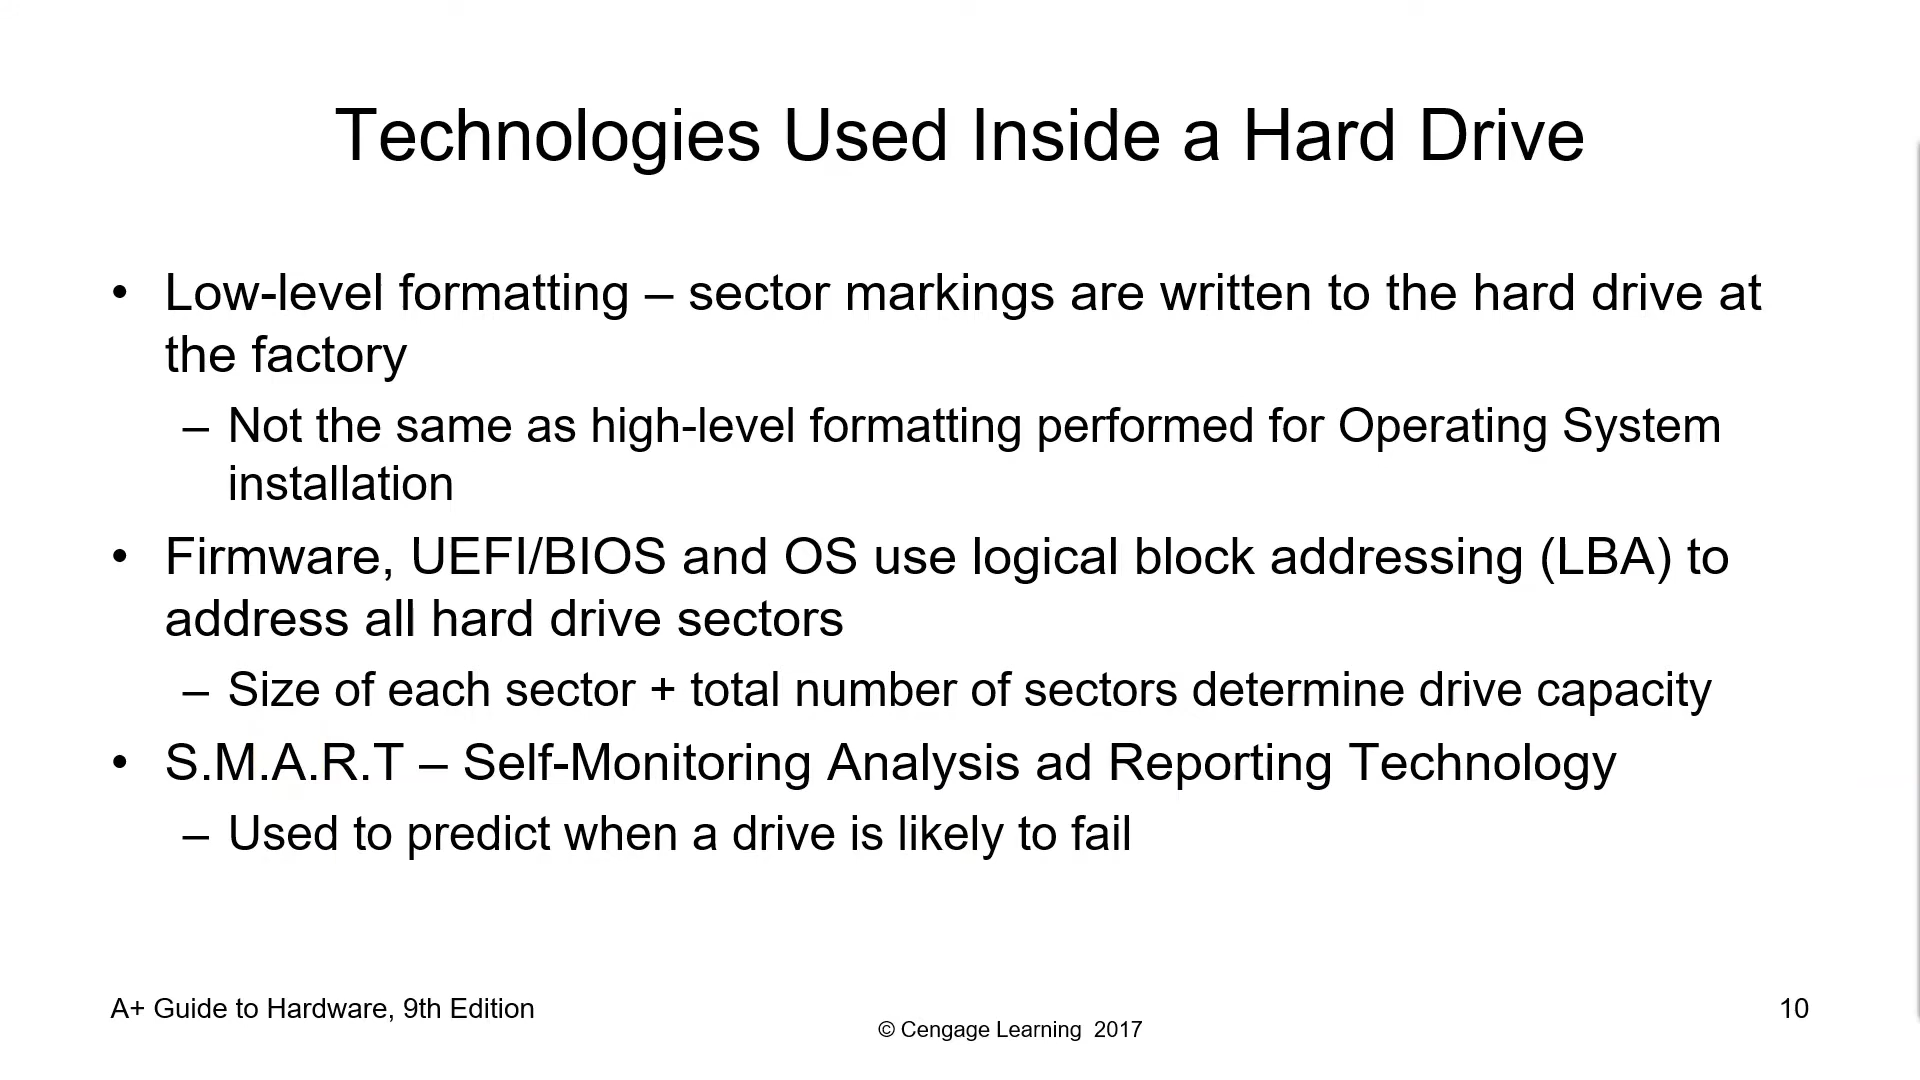 Technologies Used Inside a Hard Drive
• Low-level formatting – sector markings are written to the hard drive at
the factory
– Not the same as high-level formatting performed for Operating System
installation
• Firmware, UEFI/BIOS and OS use logical block addressing (LBA) to
address all hard drive sectors
– Size of each sector + total number of sectors determine drive capacity
• S.M.A.R.T – Self-Monitoring Analysis ad Reporting Technology
– Used to predict when a drive is likely to fail
A+ Guide to Hardware, 9th Edition
© Cengage Learning 2017
10